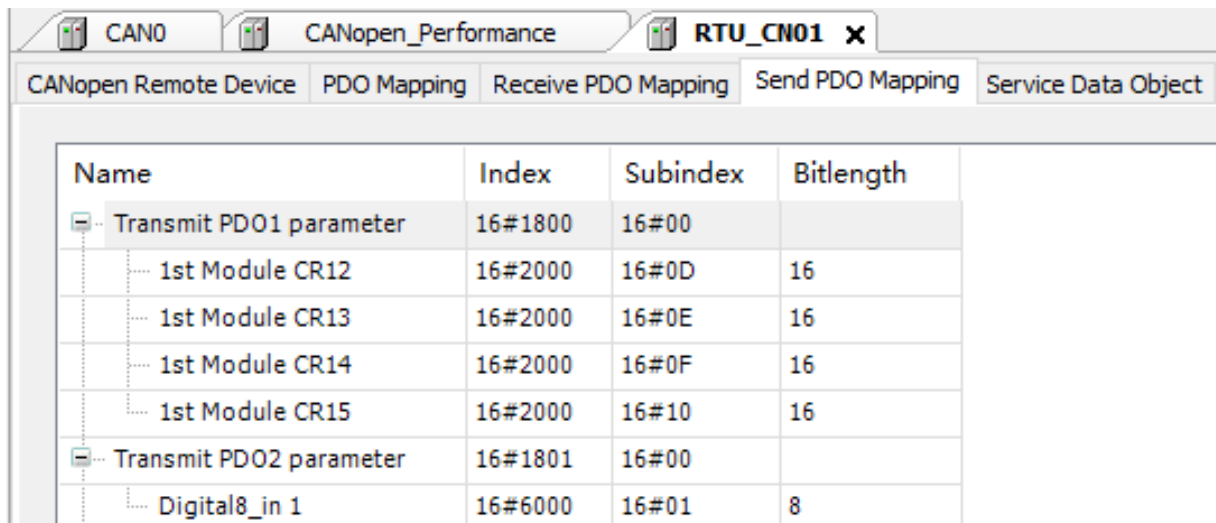 CAN0 CANopen_Performance RTU_CN01 x
CANopen Remote Device PDO Mapping Receive PDO Mapping Send PDO Mapping Service Data Object
Name Index Subindex Bitlength
Transmit PDO1 parameter 16#1800 16#00
1st Module CR12 16#2000 16#0D 16
1st Module CR13 16#2000 16#0E 16
1st Module CR14 16#2000 16#0F 16
1st Module CR15 16#2000 16#10 16
Transmit PDO2 parameter 16#1801 16#00
Digital8_in 1 16#6000 16#01 8